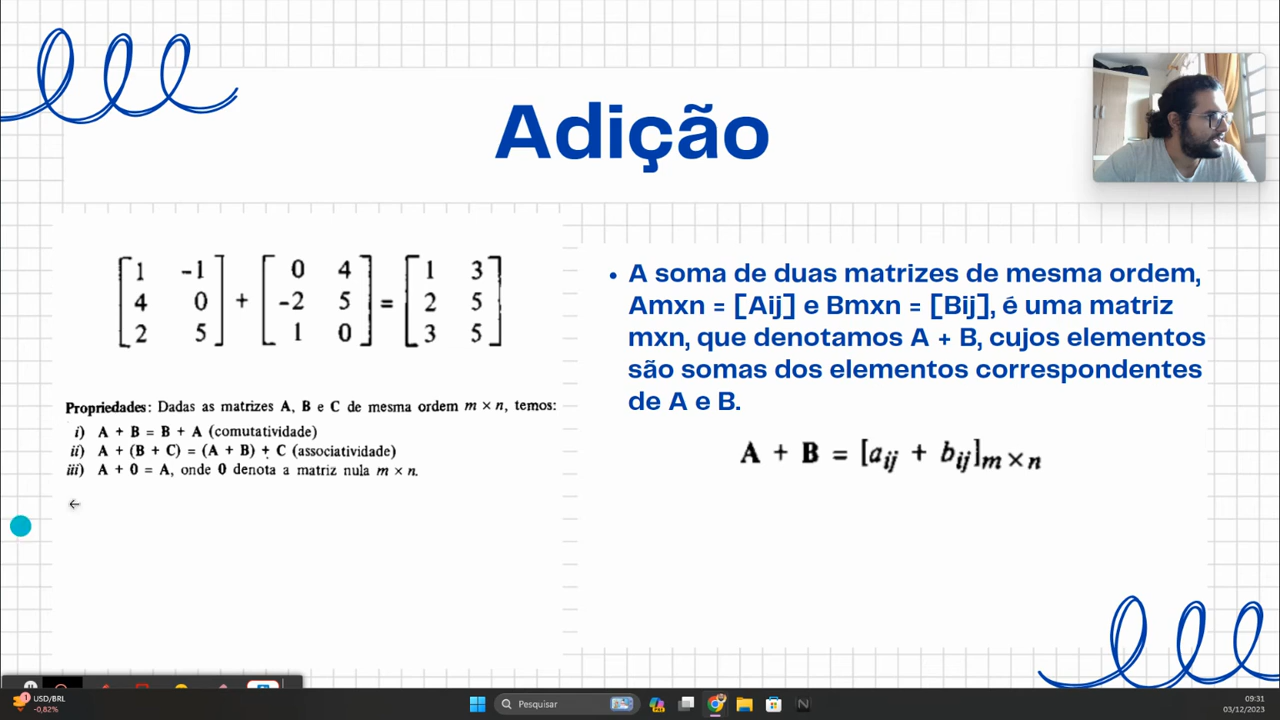 Adição
[1 -1; 4 0; 2 5] + [0 4; -2 5; 1 0] = [1 3; 2 5; 3 5]
Propriedades: Dadas as matrizes A, B e C de mesma ordem m × n, temos:
i) A + B = B + A (comutatividade)
ii) A + (B + C) = (A + B) + C (associatividade)
iii) A + 0 = A, onde 0 denota a matriz nula m × n.
←
• A soma de duas matrizes de mesma ordem,
Amxn = [Aij] e Bmxn = [Bij], é uma matriz
mxn, que denotamos A + B, cujos elementos
são somas dos elementos correspondentes
de A e B.
A + B = [aij + bij]m × n
1
USD/BRL
-0,82%
Pesquisar
N
09:31
03/12/2023